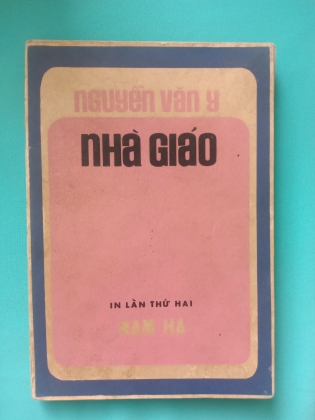 nguyễn văn y
nhà giáo
IN LẦN THỨ HAI
NAM HÀ